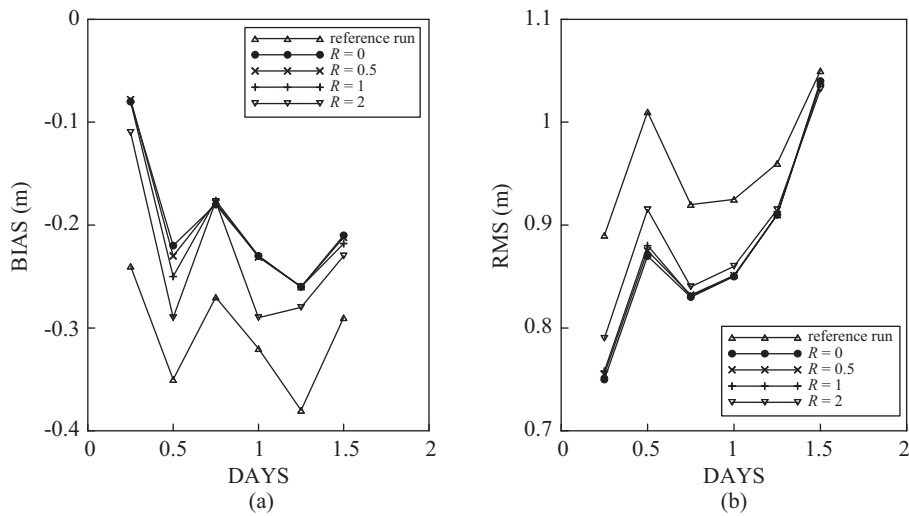 0
-0.1
-0.2
-0.3
-0.4
BIAS (m)
reference run
R = 0
R = 0.5
R = 1
R = 2
0 0.5 1 1.5 2
DAYS
(a)
1.1
1
0.9
0.8
0.7
RMS (m)
reference run
R = 0
R = 0.5
R = 1
R = 2
0 0.5 1 1.5 2
DAYS
(b)